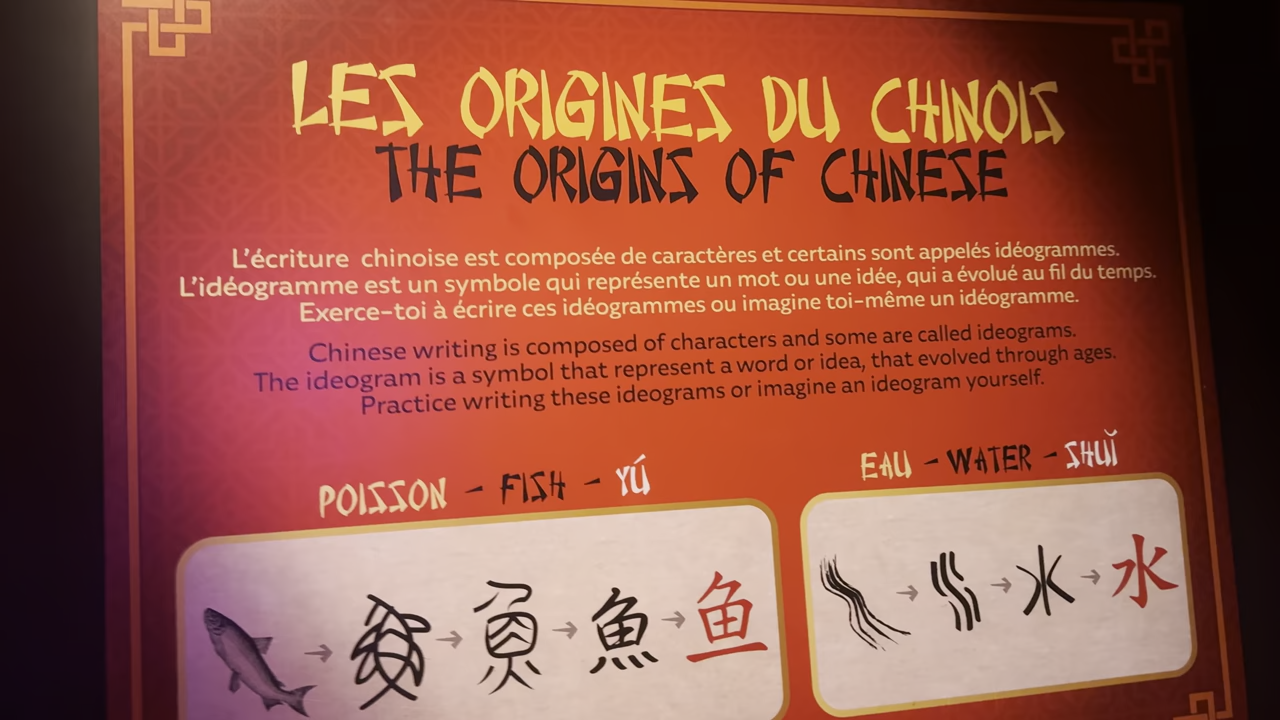 LES ORIGINES DU CHINOIS
THE ORIGINS OF CHINESE
L'écriture chinoise est composée de caractères et certains sont appelés idéogrammes.
L'idéogramme est un symbole qui représente un mot ou une idée, qui a évolué au fil du temps.
Exerce-toi à écrire ces idéogrammes ou imagine toi-même un idéogramme.
Chinese writing is composed of characters and some are called ideograms.
The ideogram is a symbol that represent a word or idea, that evolved through ages.
Practice writing these ideograms or imagine an ideogram yourself.
POISSON - FISH - YÚ
EAU - WATER - SHUǏ
→ → → 魚 → 鱼
→ → 水 → 水